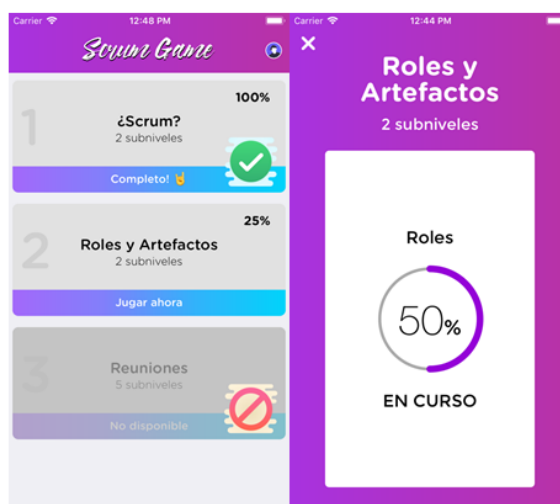 Carrier 12:48 PM
Scrum Game
1
100%
¿Scrum?
2 subniveles
Completo! 🤘
2
25%
Roles y Artefactos
2 subniveles
Jugar ahora
3
Reuniones
5 subniveles
No disponible
Carrier 12:44 PM
Roles y
Artefactos
2 subniveles
Roles
50%
EN CURSO